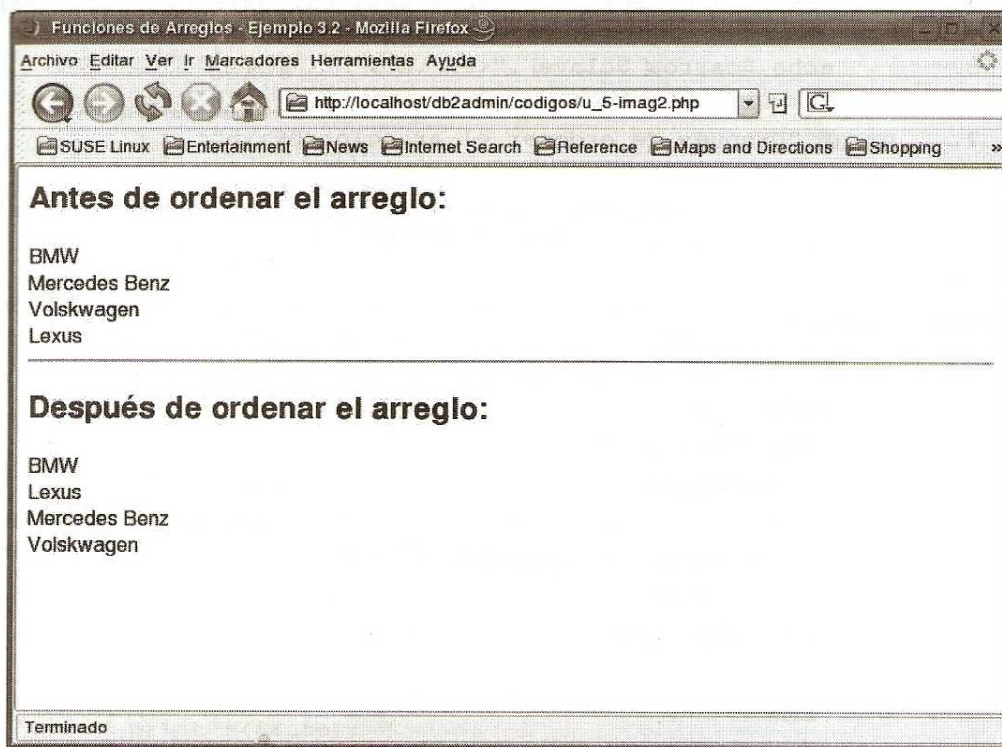 Funciones de Arreglos - Ejemplo 3.2 - Mozilla Firefox
Archivo Editar Ver Ir Marcadores Herramientas Ayuda
http://localhost/db2admin/codigos/u_5-imag2.php
G
SUSE Linux Entertainment News Internet Search Reference Maps and Directions Shopping »
Antes de ordenar el arreglo:
BMW
Mercedes Benz
Volskwagen
Lexus
Después de ordenar el arreglo:
BMW
Lexus
Mercedes Benz
Volskwagen
Terminado